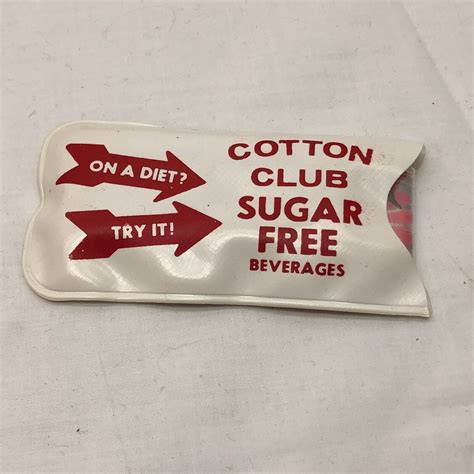 ON A DIET?
TRY IT!
COTTON
CLUB
SUGAR
FREE
BEVERAGES